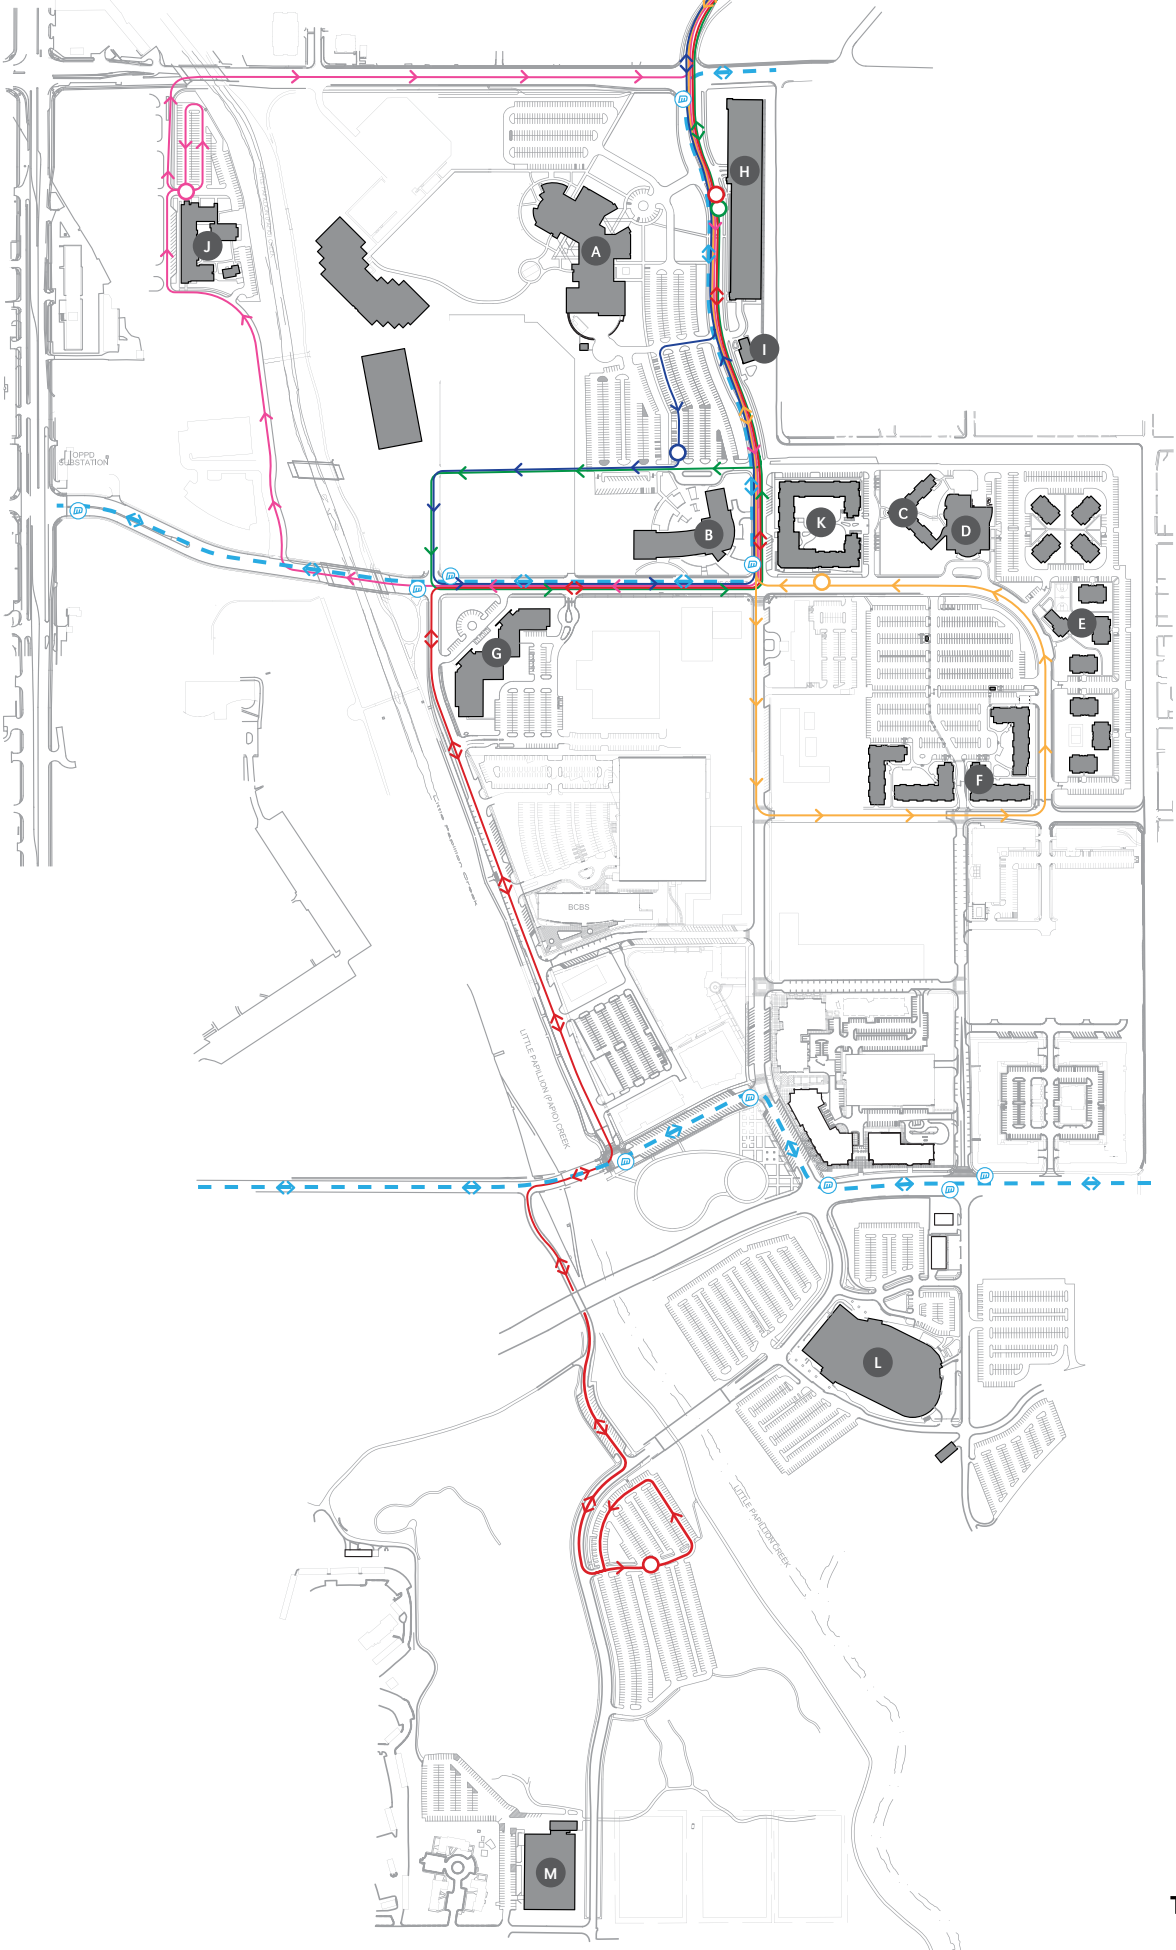 H
A
J
I
OPPD
SUBSTATION
C
K
D
B
E
G
F
BCBS
LITTLE PAPILLION (PAPIO) CREEK
L
LITTLE PAPILLION CREEK
M